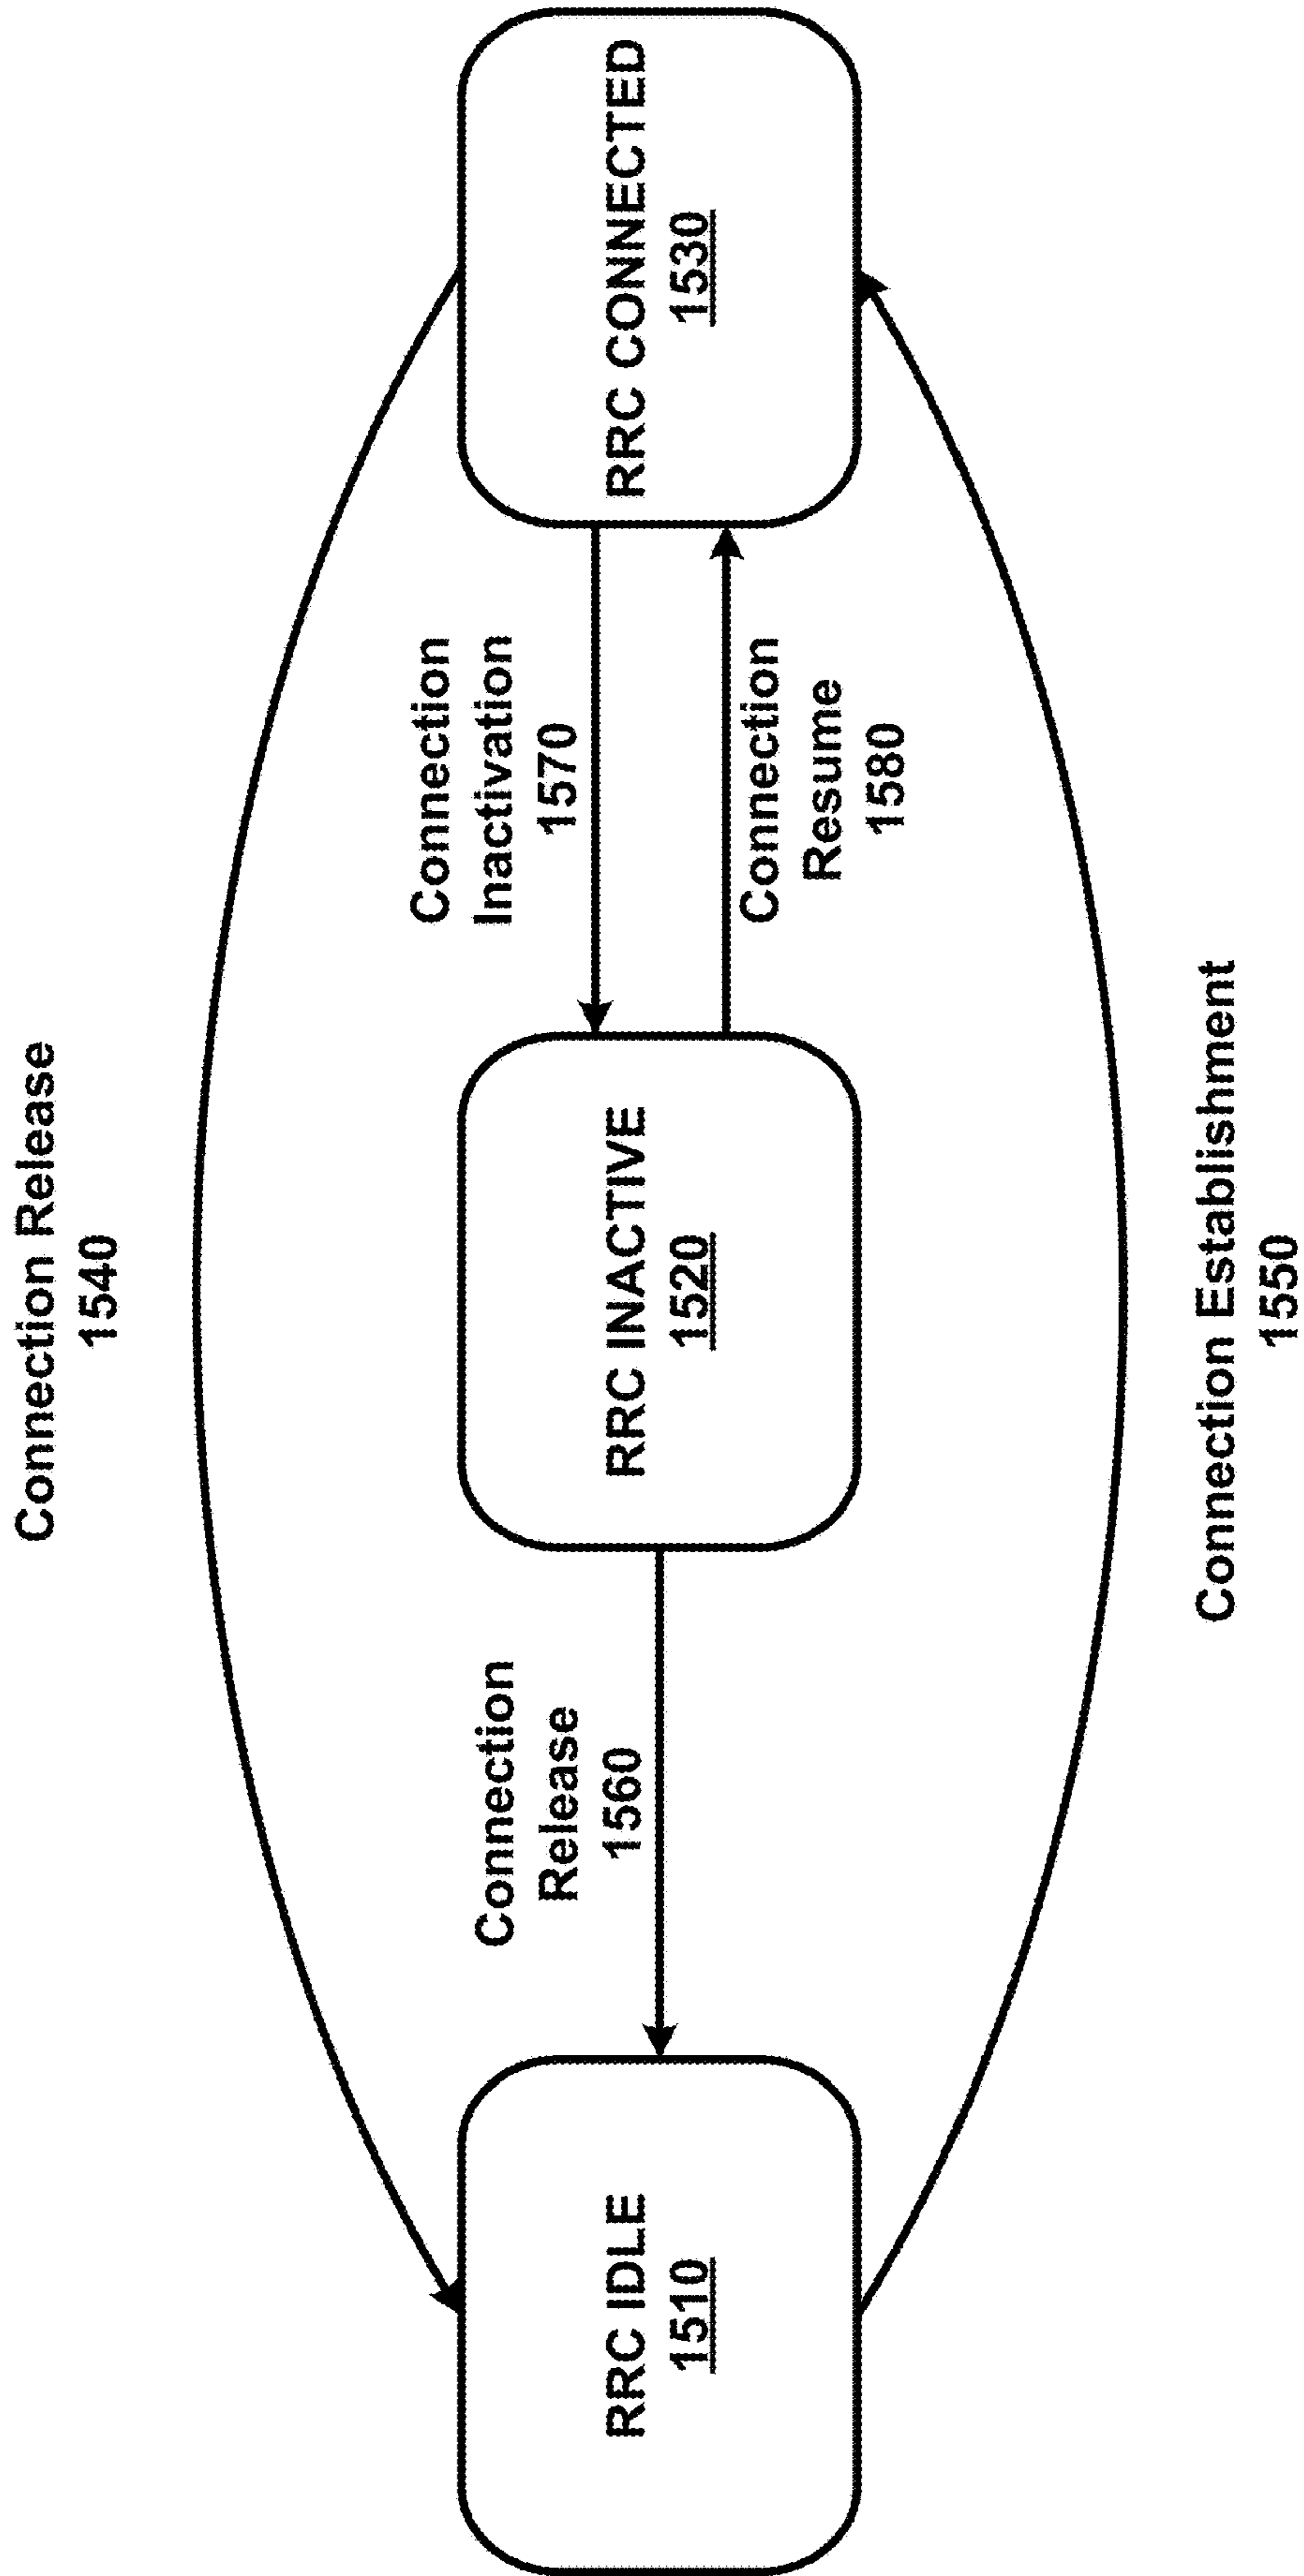 Connection Release
1540
RRC IDLE
1510
Connection
Release
1560
RRC INACTIVE
1520
Connection
Inactivation
1570
Connection
Resume
1580
RRC CONNECTED
1530
Connection Establishment
1550